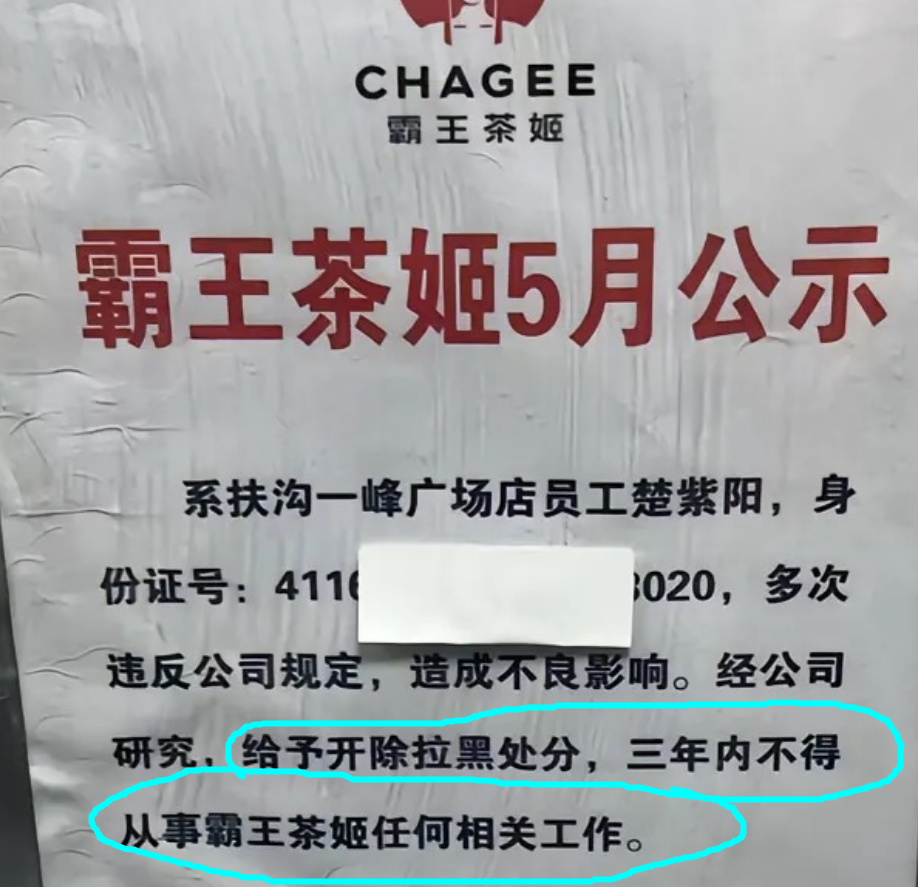 CHAGEE
霸王茶姬
霸王茶姬5月公示
系扶沟一峰广场店员工楚紫阳，身
份证号：4116 3020，多次
违反公司规定，造成不良影响。经公司
研究，给予开除拉黑处分，三年内不得
从事霸王茶姬任何相关工作。